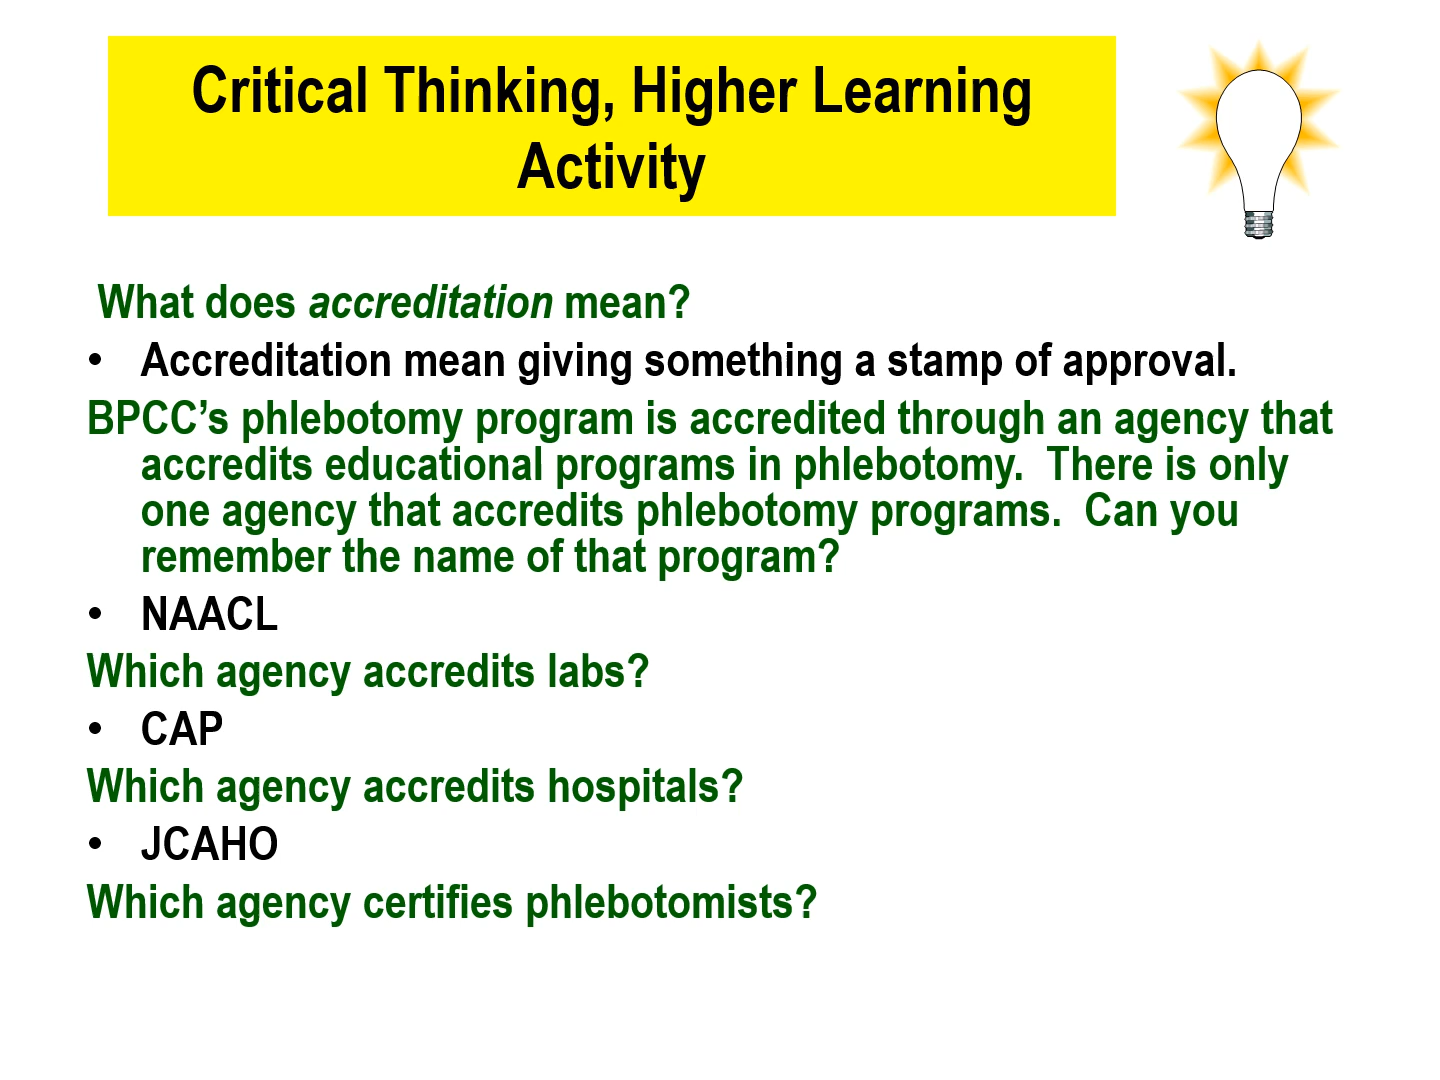 Critical Thinking, Higher Learning
Activity
What does accreditation mean?
• Accreditation mean giving something a stamp of approval.
BPCC’s phlebotomy program is accredited through an agency that
accredits educational programs in phlebotomy.  There is only
one agency that accredits phlebotomy programs.  Can you
remember the name of that program?
• NAACL
Which agency accredits labs?
• CAP
Which agency accredits hospitals?
• JCAHO
Which agency certifies phlebotomists?